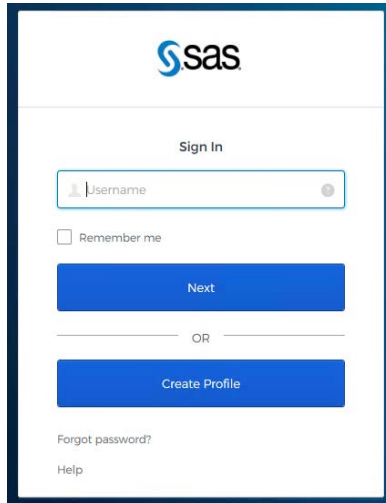 sas
Sign In
Username
Remember me
Next
OR
Create Profile
Forgot password?
Help